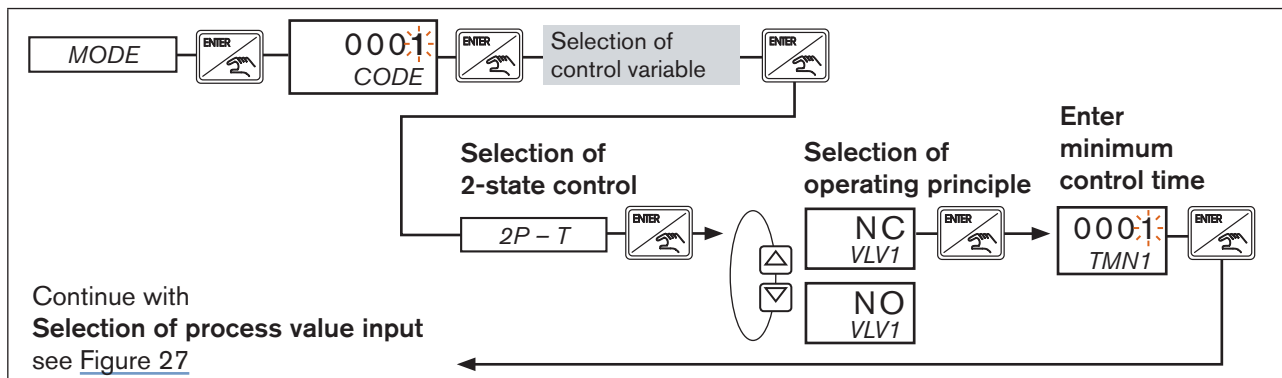 MODE
ENTER
0001
CODE
ENTER
Selection of
control variable
ENTER
Selection of
2-state control
2P – T
ENTER
Selection of
operating principle
NC
VLV1
NO
VLV1
ENTER
Enter
minimum
control time
0001
TMN1
ENTER
Continue with
Selection of process value input
see Figure 27